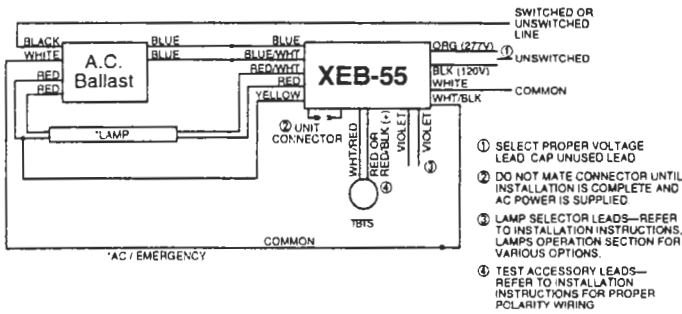 SWITCHED OR
UNSWITCHED
LINE
BLACK
BLUE
BLUE
ORG (277V)
①
WHITE
A.C.
Ballast
BLUE
BLUE/WHT
UNSWITCHED
RED/WHT
XEB-55
BLK (120V)
RED
RED
WHITE
COMMON
RED
YELLOW
WHT/BLK
*LAMP
② UNIT
CONNECTOR
WHT/RED
RED OR
RED/BLK (+)
VIOLET
VIOLET
③
④
TBTS
COMMON
*AC / EMERGENCY
① SELECT PROPER VOLTAGE
LEAD. CAP UNUSED LEAD
② DO NOT MATE CONNECTOR UNTIL
INSTALLATION IS COMPLETE AND
AC POWER IS SUPPLIED.
③ LAMP SELECTOR LEADS—REFER
TO INSTALLATION INSTRUCTIONS,
LAMPS OPERATION SECTION FOR
VARIOUS OPTIONS.
④ TEST ACCESSORY LEADS—
REFER TO INSTALLATION
INSTRUCTIONS FOR PROPER
POLARITY WIRING